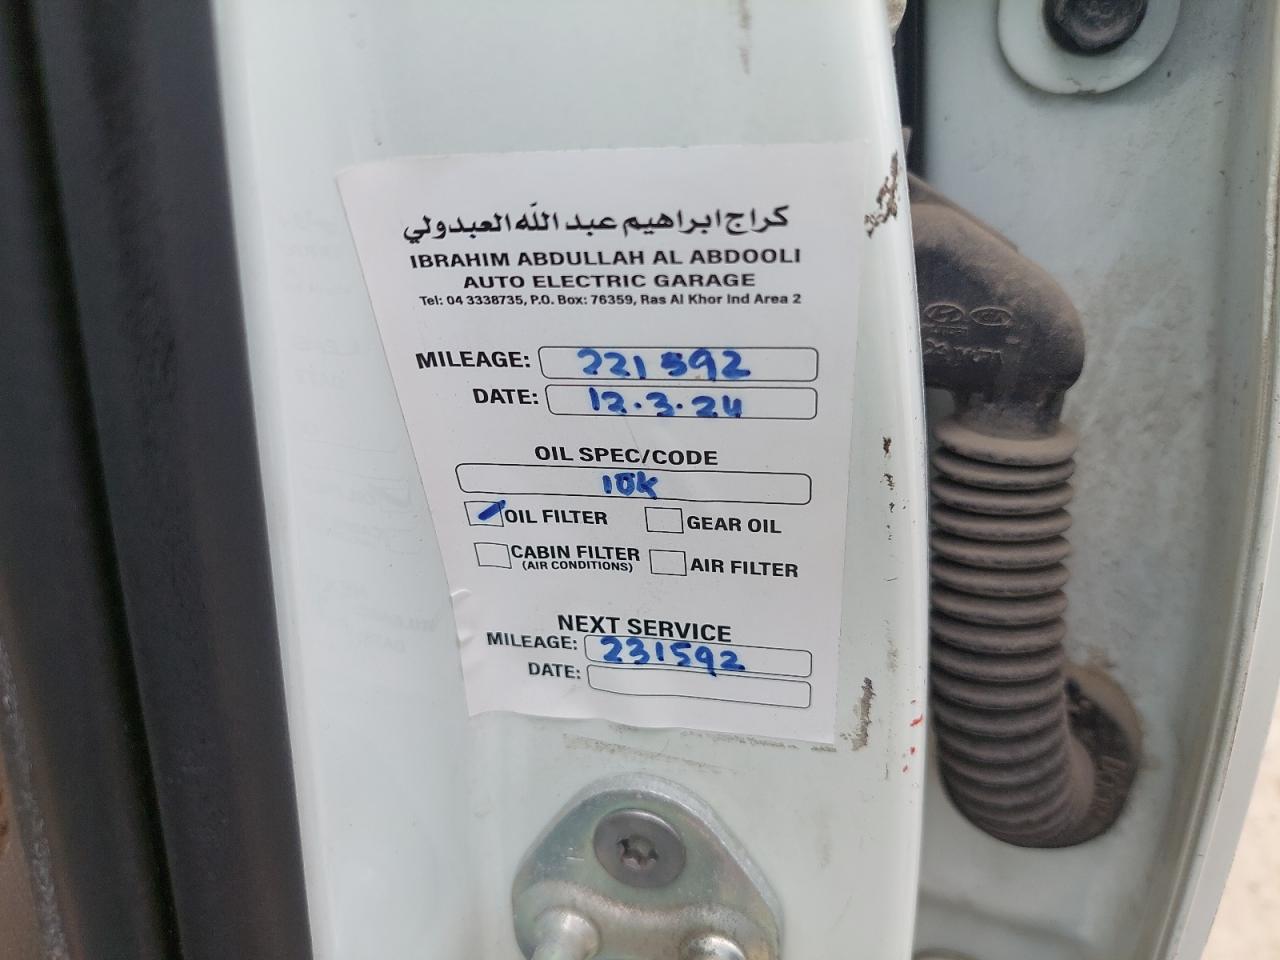 كراج ابراهيم عبد الله العبدولي
IBRAHIM ABDULLAH AL ABDOOLI
AUTO ELECTRIC GARAGE
Tel: 04 3338735, P.O. Box: 76359, Ras Al Khor Ind Area 2
MILEAGE: 221592
DATE: 12.3.24
OIL SPEC/CODE
10K
OIL FILTER GEAR OIL
CABIN FILTER AIR FILTER
(AIR CONDITIONS)
NEXT SERVICE
MILEAGE: 231592
DATE: